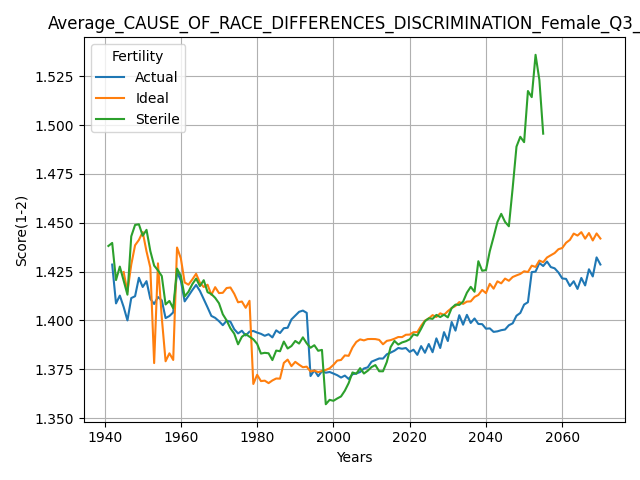 Average_CAUSE_OF_RACE_DIFFERENCES_DISCRIMINATION_Female_Q3_
Fertility
Actual
Ideal
Sterile
1.525
1.500
1.475
1.450
1.425
1.400
1.375
1.350
Score(1-2)
1940
1960
1980
2000
2020
2040
2060
Years